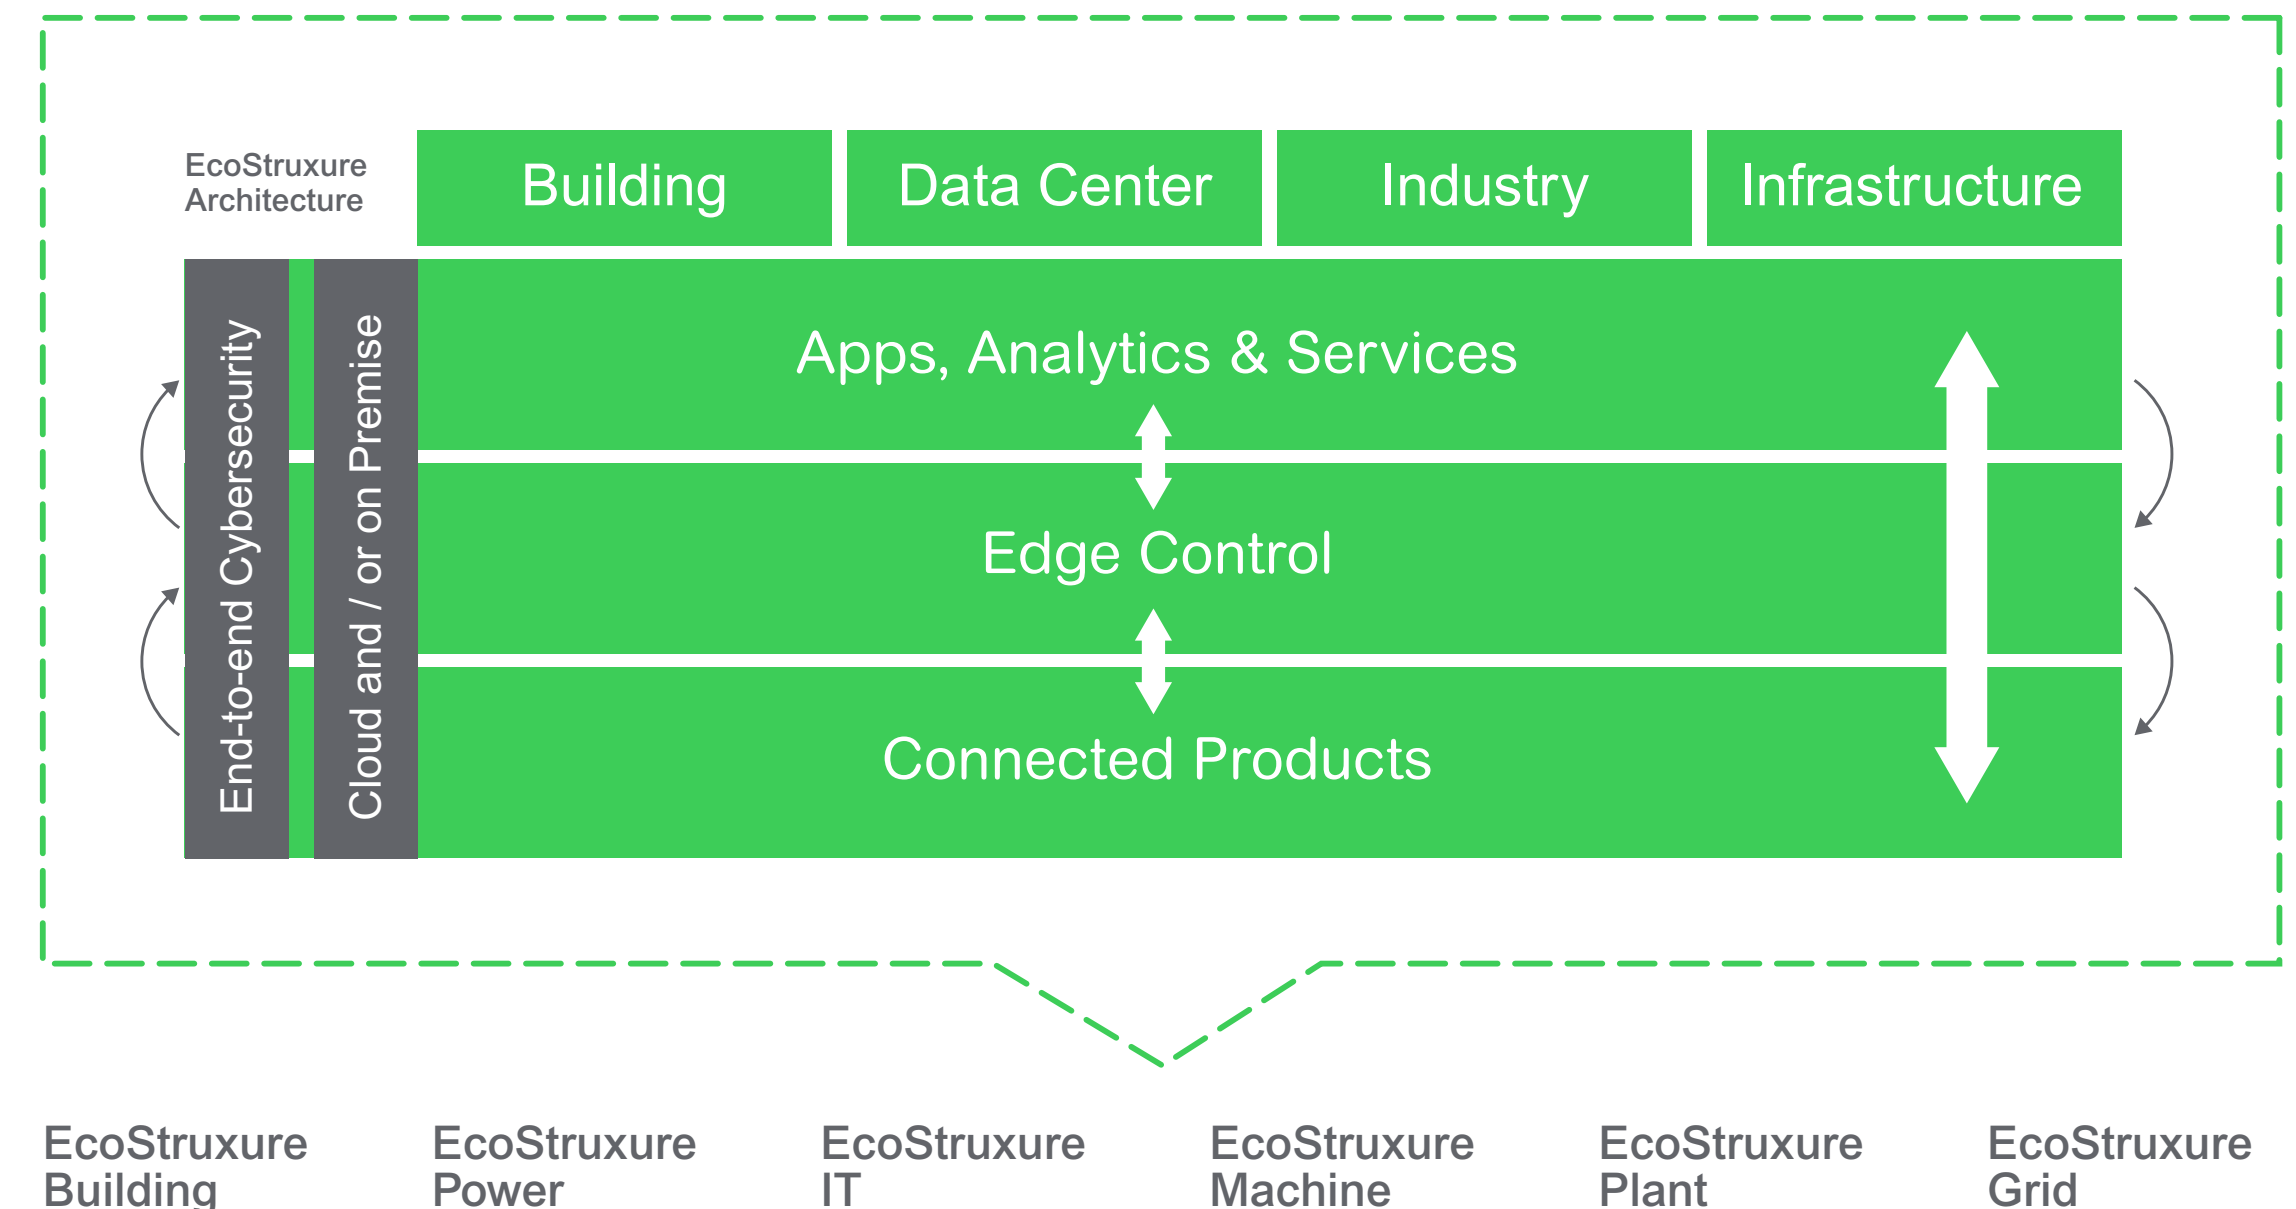 EcoStruxure
Architecture
Building
Data Center
Industry
Infrastructure
End-to-end Cybersecurity
Cloud and / or on Premise
Apps, Analytics & Services
Edge Control
Connected Products
EcoStruxure
Building
EcoStruxure
Power
EcoStruxure
IT
EcoStruxure
Machine
EcoStruxure
Plant
EcoStruxure
Grid